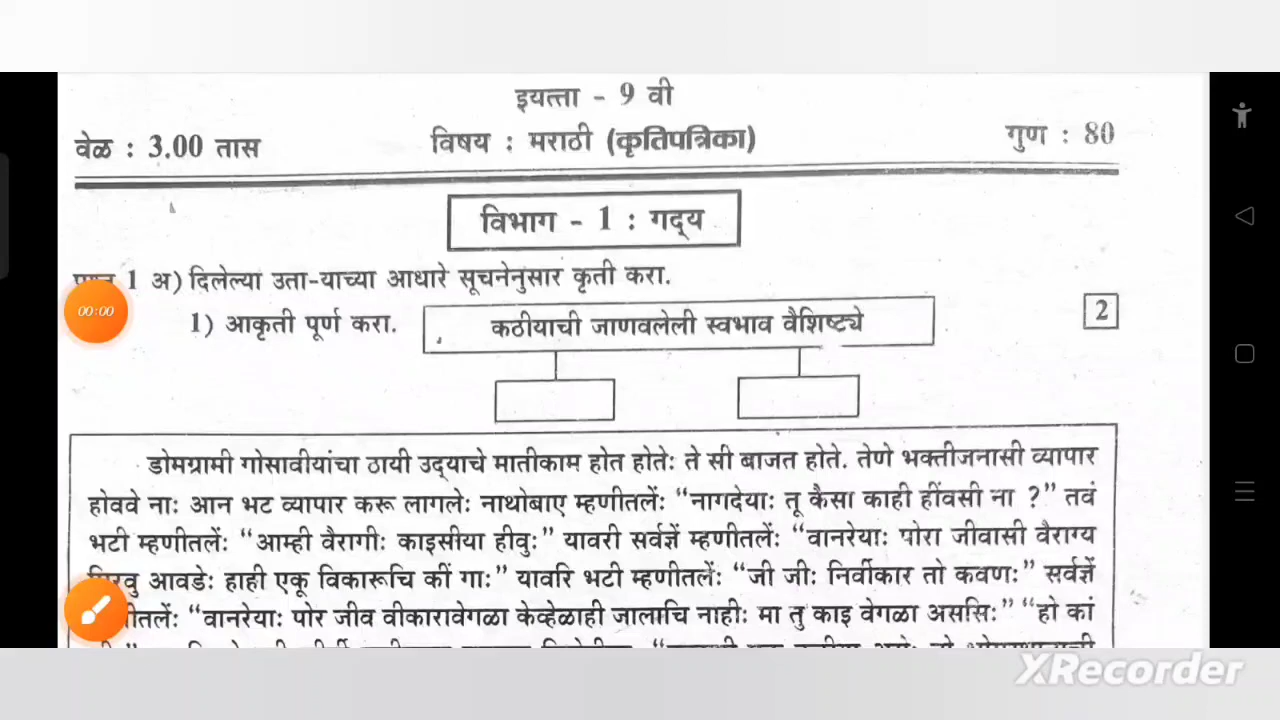 इयत्ता - 9 वी
वेळ : 3.00 तास विषय : मराठी (कृतिपत्रिका) गुण : 80
विभाग - 1 : गद्य
1 अ) दिलेल्या उता-याच्या आधारे सूचनेनुसार कृती करा.
00:00
1) आकृती पूर्ण करा. कठीयाची जाणवलेली स्वभाव वैशिष्ट्ये 2
डोमग्रामी गोसावीयांचा ठायी उद्याचे मातीकाम होत होतेः ते सी बाजत होते. तेणे भक्तीजनासी व्यापार
होववे नाः आन भट व्यापार करू लागलेः नाथोबाए म्हणीतलेंः “नागदेयाः तू कैसा काही हींवसी ना ?” तवं
भटी म्हणीतलेंः “आम्ही वैरागीः काइसीया हीवुः” यावरी सर्वज्ञें म्हणीतलेंः “वानरेयाः पोरा जीवासी वैराग्य
आवडेः हाही एकू विकारूचि कीं गाः” यावरि भटी म्हणीतलेंः “जी जीः निर्वीकार तो कवणः” सर्वज्ञें
“वानरेयाः पोर जीव वीकारावेगळा केव्हेळाही जालाचि नाहीः मा तु काइ वेगळा अससिः” “हो कां
XRecorder